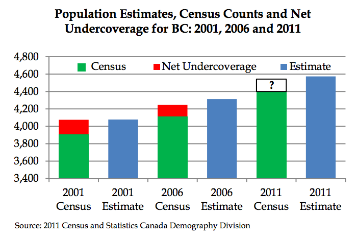 Population Estimates, Census Counts and Net
Undercoverage for BC: 2001, 2006 and 2011
Census Net Undercoverage Estimate
4,800
4,600
4,400
4,200
4,000
3,800
3,600
3,400
?
2001 2001 2006 2006 2011 2011
Census Estimate Census Estimate Census Estimate
Source: 2011 Census and Statistics Canada Demography Division